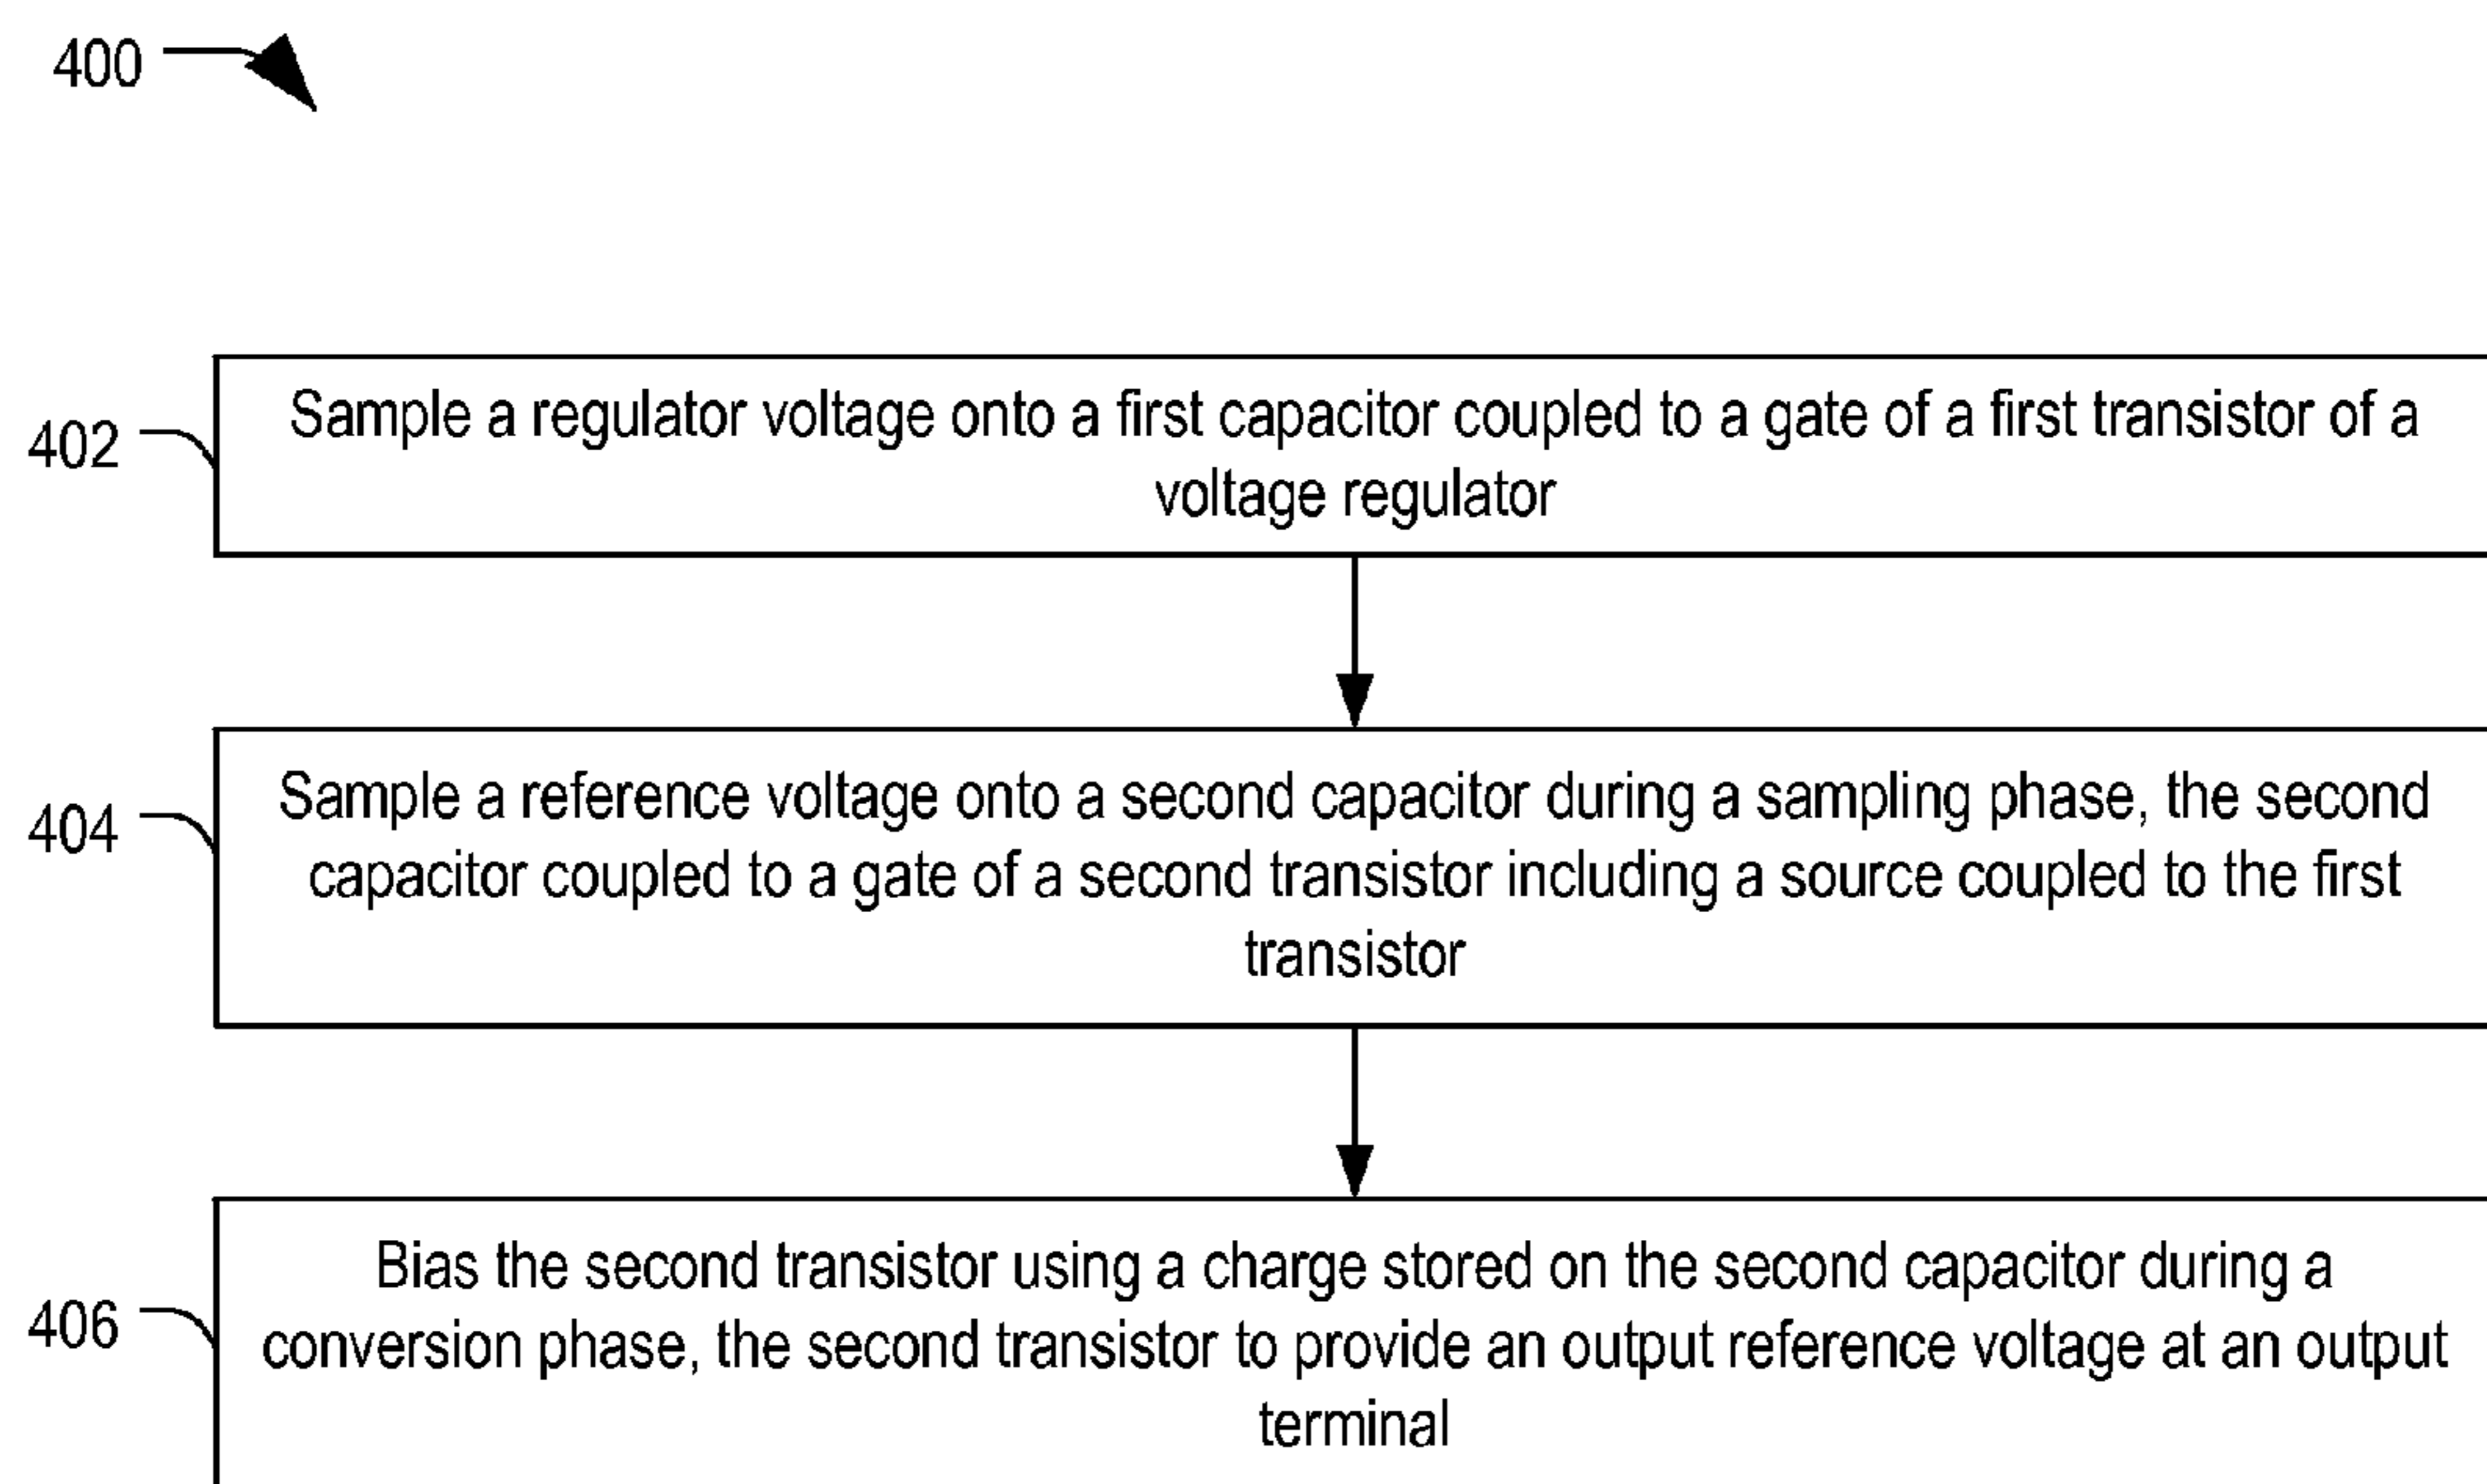 400
402
Sample a regulator voltage onto a first capacitor coupled to a gate of a first transistor of a
voltage regulator
404
Sample a reference voltage onto a second capacitor during a sampling phase, the second
capacitor coupled to a gate of a second transistor including a source coupled to the first
transistor
406
Bias the second transistor using a charge stored on the second capacitor during a
conversion phase, the second transistor to provide an output reference voltage at an output
terminal